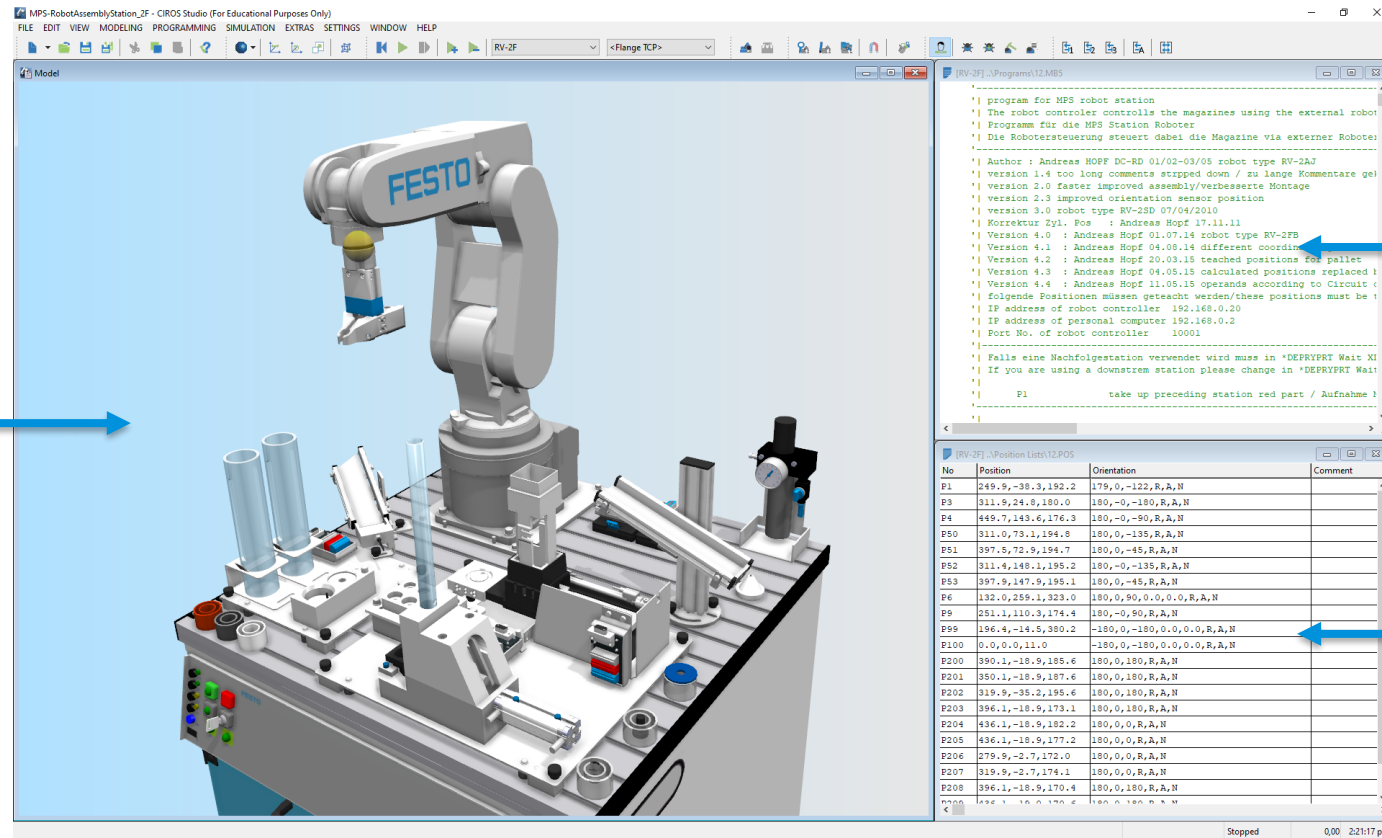 MPS-RobotAssemblyStation_2F - CIROS Studio (For Educational Purposes Only)
FILE EDIT VIEW MODELING PROGRAMMING SIMULATION EXTRAS SETTINGS WINDOW HELP
RV-2F <Flange TCP>
Model
FESTO
FESTO
[RV-2F] ..\Programs\12.MB5
'| program for MPS robot station
'| The robot controler controlls the magazines using the external robot
'| Programm für die MPS Station Roboter
'| Die Robotersteuerung steuert dabei die Magazine via externer Roboter
'| Author : Andreas HOPF DC-RD 01/02-03/05 robot type RV-2AJ
'| version 1.4 too long comments strpped down / zu lange Kommentare
'| version 2.0 faster improved assembly/verbesserte Montage
'| version 2.3 improved orientation sensor position
'| version 3.0 robot type RV-2SD 07/04/2010
'| Korrektur Zyl. Pos : Andreas Hopf 17.11.11
'| Version 4.0 : Andreas Hopf 01.07.14 robot type RV-2FB
'| Version 4.1 : Andreas Hopf 04.08.14 different
'| Version 4.2 : Andreas Hopf 20.03.15 teached positions for pallet
'| Version 4.3 : Andreas Hopf 04.05.15 calculated positions replaced
'| Version 4.4 : Andreas Hopf 11.05.15 operands according to Circuit
'| folgende Positionen müssen geteacht werden/these positions must be
'| IP address of robot controller 192.168.0.20
'| IP address of personal computer 192.168.0.2
'| Port No. of robot controller 10001
'| Falls eine Nachfolgestation verwendet wird muss in *DEPRYPRT Wait
'| If you are using a downstrem station please change in *DEPRYPRT Wait
'|
'| P1 take up preceding station red part / Aufnahme
'|
[RV-2F] ..\Position Lists\12.POS
No Position Orientation Comment
P1 249.9,-38.3,192.2 179,0,-122,R,A,N
P3 311.9,24.8,180.0 180,-0,-180,R,A,N
P4 449.7,143.6,176.3 180,-0,-90,R,A,N
P50 311.0,73.1,194.8 180,0,-135,R,A,N
P51 397.5,72.9,194.7 180,0,-45,R,A,N
P52 311.4,148.1,195.2 180,-0,-135,R,A,N
P53 397.9,147.9,195.1 180,0,-45,R,A,N
P6 132.0,259.1,323.0 180,0,90,0.0,0.0,R,A,N
P9 251.1,110.3,174.4 180,-0,90,R,A,N
P99 196.4,-14.5,380.2 -180,0,-180,0.0,0.0,R,A,N
P100 0.0,0.0,11.0 -180,0,-180,0.0,0.0,R,A,N
P200 390.1,-18.9,185.6 180,0,180,R,A,N
P201 350.1,-18.9,187.6 180,0,180,R,A,N
P202 319.9,-35.2,195.6 180,0,180,R,A,N
P203 396.1,-18.9,173.1 180,0,180,R,A,N
P204 436.1,-18.9,182.2 180,0,0,R,A,N
P205 436.1,-18.9,177.2 180,0,0,R,A,N
P206 279.9,-2.7,172.0 180,0,0,R,A,N
P207 319.9,-2.7,174.1 180,0,0,R,A,N
P208 396.1,-18.9,170.4 180,0,180,R,A,N
Stopped 0,00 2:21:17